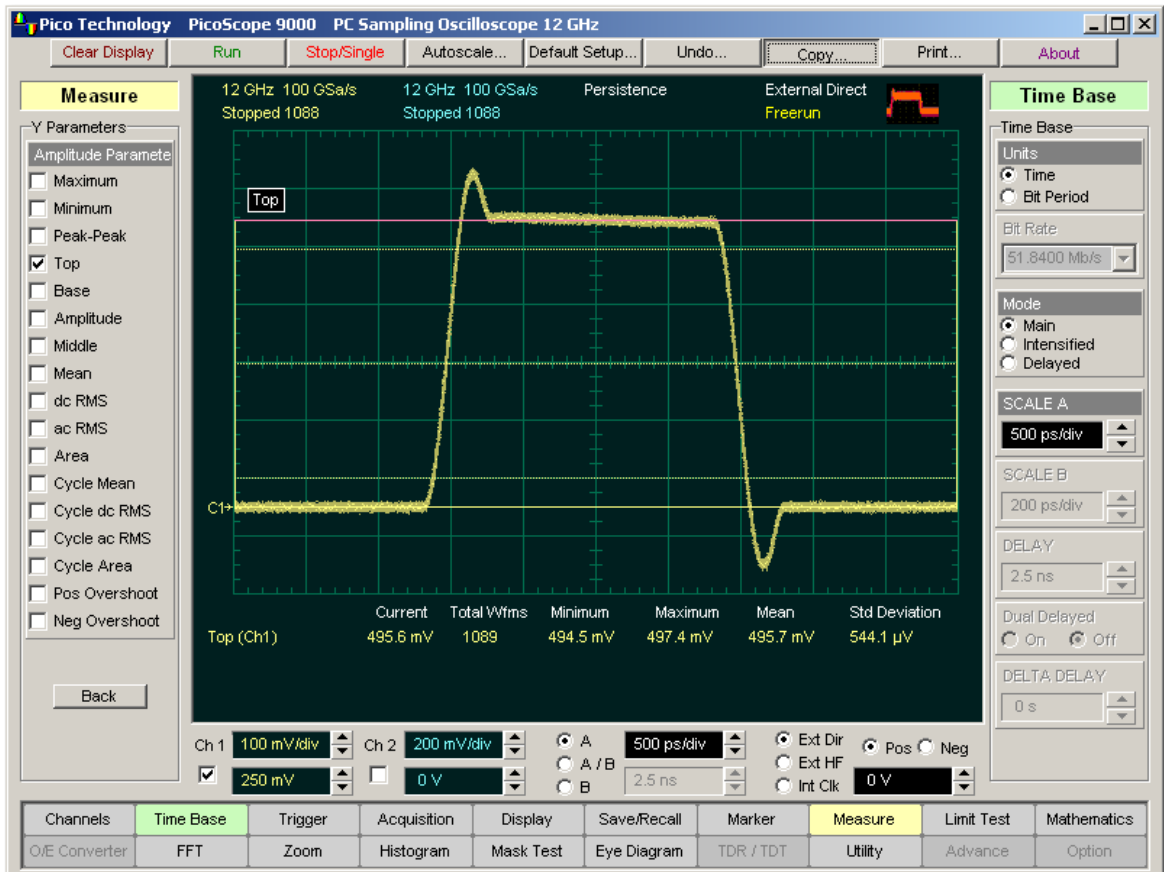 Pico Technology PicoScope 9000 PC Sampling Oscilloscope 12 GHz
Clear Display Run Stop/Single Autoscale... Default Setup... Undo... Copy... Print... About
Measure
Y Parameters
Amplitude Paramete
Maximum
Minimum
Peak-Peak
Top
Base
Amplitude
Middle
Mean
dc RMS
ac RMS
Area
Cycle Mean
Cycle dc RMS
Cycle ac RMS
Cycle Area
Pos Overshoot
Neg Overshoot
Back
12 GHz 100 GSa/s 12 GHz 100 GSa/s Persistence External Direct
Stopped 1088 Stopped 1088 Freerun
Top
C1
Current Total Wfms Minimum Maximum Mean Std Deviation
Top (Ch1) 495.6 mV 1089 494.5 mV 497.4 mV 495.7 mV 544.1 µV
Time Base
Time Base
Units
Time
Bit Period
Bit Rate
51.8400 Mb/s
Mode
Main
Intensified
Delayed
SCALE A
500 ps/div
SCALE B
200 ps/div
DELAY
2.5 ns
Dual Delayed
On Off
DELTA DELAY
0 s
Ch 1 100 mV/div Ch 2 200 mV/div A 500 ps/div Ext Dir Pos Neg
A / B Ext HF
250 mV 0 V B 2.5 ns Int Clk 0 V
Channels Time Base Trigger Acquisition Display Save/Recall Marker Measure Limit Test Mathematics
O/E Converter FFT Zoom Histogram Mask Test Eye Diagram TDR / TDT Utility Advance Option